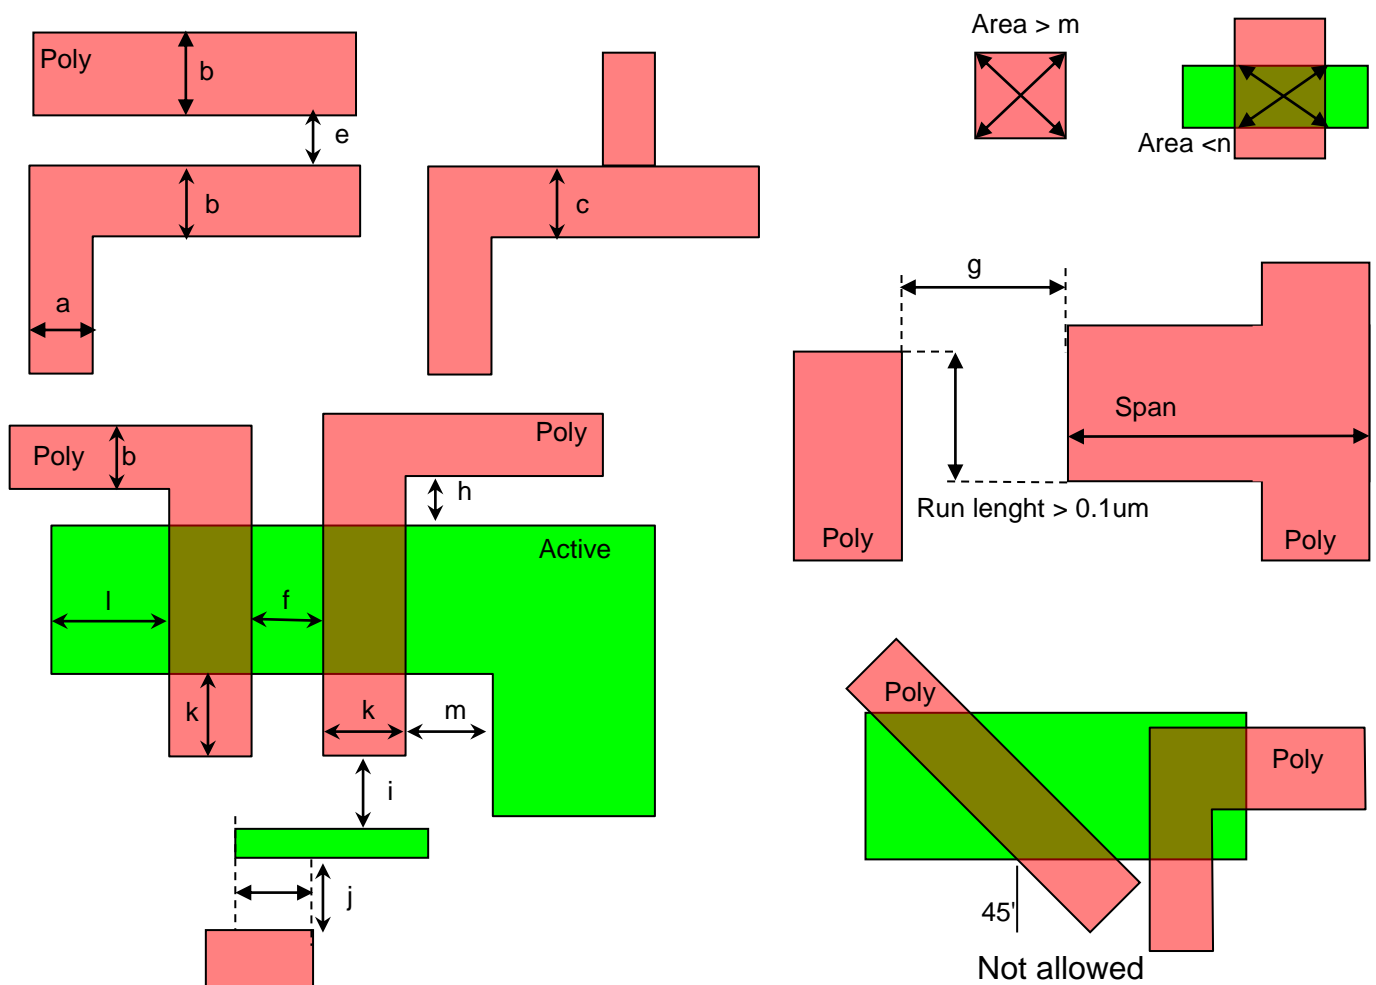 Area > m
Poly
b
e
b
c
Area <n
a
g
Span
Run lenght > 0.1um
Poly
Poly
Poly
b
Poly
h
Active
l
f
k
k
m
i
j
Poly
Poly
45'
Not allowed